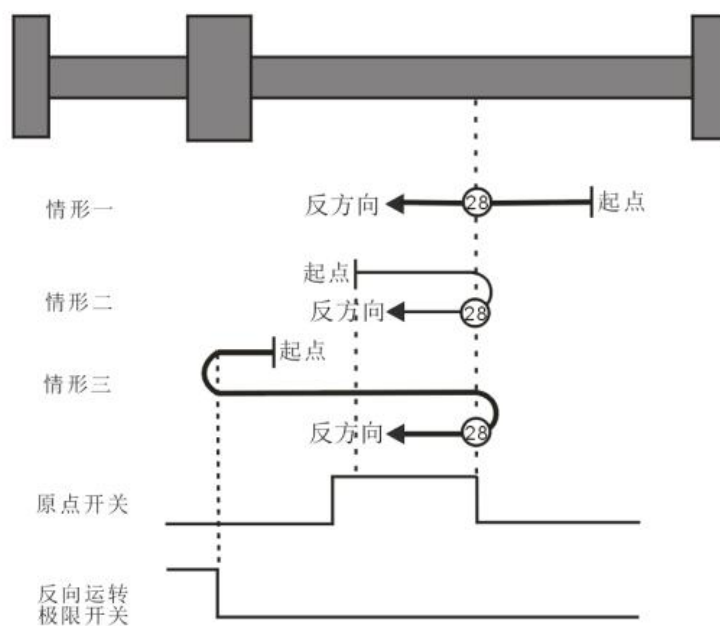 情形一
反方向
28
起点
起点
情形二
反方向
28
起点
情形三
反方向
28
原点开关
反向运转
极限开关